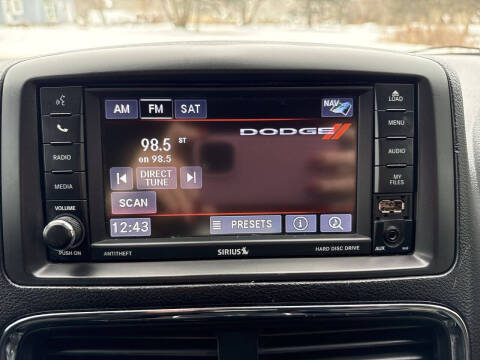 AM
FM
SAT
NAV
LOAD
98.5 ST
on 98.5
DODGE
MENU
RADIO
DIRECT
TUNE
AUDIO
MEDIA
SCAN
MY
FILES
VOLUME
12:43
PRESETS
PUSH ON
ANTITHEFT
SIRIUS
HARD DISC DRIVE
AUX